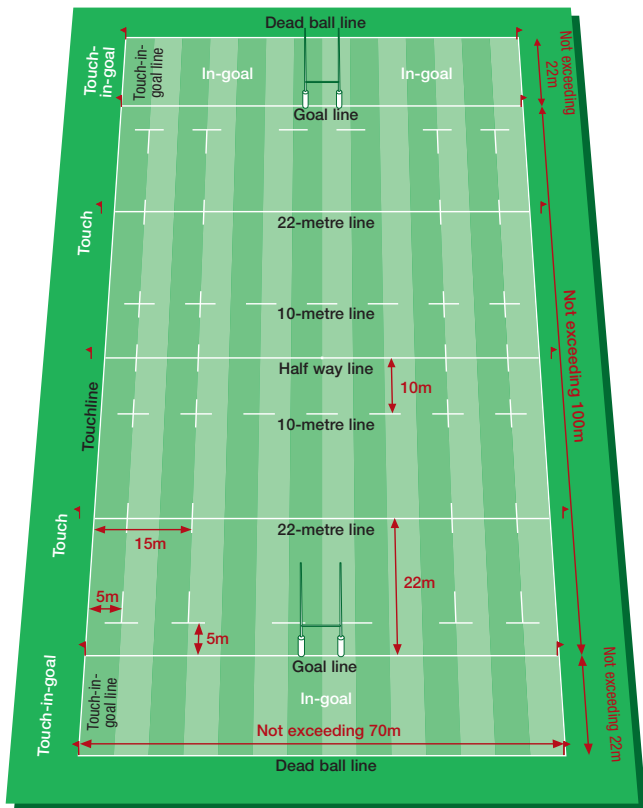 Dead ball line
Touch-
in-goal
Touch-in-
goal line
In-goal
In-goal
Not exceeding
22m
Goal line
Touch
22-metre line
10-metre line
Not exceeding 100m
Half way line
10m
Touchline
10-metre line
Touch
22-metre line
15m
22m
5m
5m
Goal line
Touch-in-goal
Touch-in-
goal line
In-goal
Not exceeding 22m
Not exceeding 70m
Dead ball line